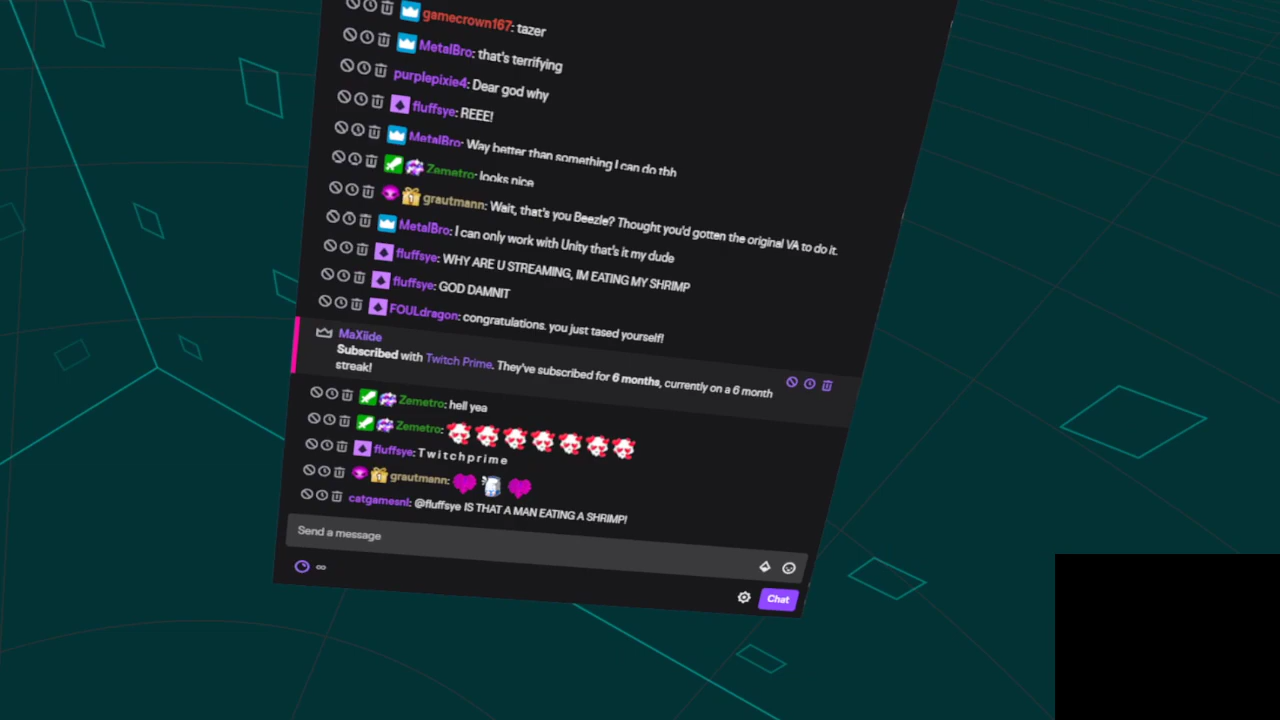 gamecrown167: tazer
MetalBro: that's terrifying
purplepixie4: Dear god why
fluffsye: REEE!
MetalBro: Way better than something I can do tbh
Zemetro: looks nice
grautmann: Wait, that's you Beezle? Thought you'd gotten the original VA to do it.
MetalBro: I can only work with Unity that's it my dude
fluffsye: WHY ARE U STREAMING, IM EATING MY SHRIMP
fluffsye: GOD DAMNIT
FOULdragon: congratulations. you just tased yourself!
MaXiide
Subscribed with Twitch Prime. They've subscribed for 6 months, currently on a 6 month
streak!
Zemetro: hell yea
Zemetro:
fluffsye: T w i t c h p r i m e
grautmann:
catgamesnl: @fluffsye IS THAT A MAN EATING A SHRIMP!
Send a message
∞
Chat